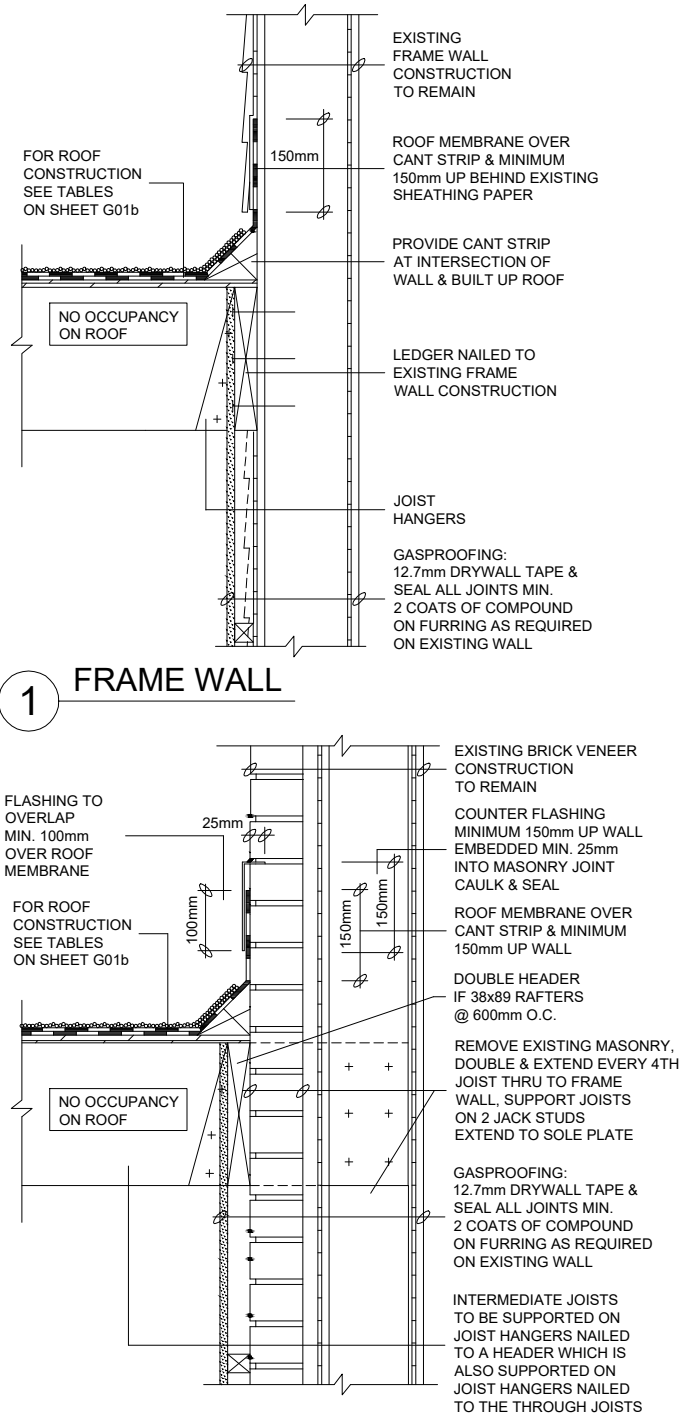 EXISTING
FRAME WALL
CONSTRUCTION
TO REMAIN
150mm
ROOF MEMBRANE OVER
CANT STRIP & MINIMUM
150mm UP BEHIND EXISTING
SHEATHING PAPER
FOR ROOF
CONSTRUCTION
SEE TABLES
ON SHEET G01b
PROVIDE CANT STRIP
AT INTERSECTION OF
WALL & BUILT UP ROOF
NO OCCUPANCY
ON ROOF
LEDGER NAILED TO
EXISTING FRAME
WALL CONSTRUCTION
JOIST
HANGERS
GASPROOFING:
12.7mm DRYWALL TAPE &
SEAL ALL JOINTS MIN.
2 COATS OF COMPOUND
ON FURRING AS REQUIRED
ON EXISTING WALL
1 FRAME WALL
EXISTING BRICK VENEER
CONSTRUCTION
TO REMAIN
FLASHING TO
OVERLAP
MIN. 100mm
OVER ROOF
MEMBRANE
25mm
COUNTER FLASHING
MINIMUM 150mm UP WALL
EMBEDDED MIN. 25mm
INTO MASONRY JOINT
CAULK & SEAL
100mm
150mm
150mm
FOR ROOF
CONSTRUCTION
SEE TABLES
ON SHEET G01b
ROOF MEMBRANE OVER
CANT STRIP & MINIMUM
150mm UP WALL
DOUBLE HEADER
IF 38x89 RAFTERS
@ 600mm O.C.
NO OCCUPANCY
ON ROOF
REMOVE EXISTING MASONRY,
DOUBLE & EXTEND EVERY 4TH
JOIST THRU TO FRAME
WALL, SUPPORT JOISTS
ON 2 JACK STUDS
EXTEND TO SOLE PLATE
GASPROOFING:
12.7mm DRYWALL TAPE &
SEAL ALL JOINTS MIN.
2 COATS OF COMPOUND
ON FURRING AS REQUIRED
ON EXISTING WALL
INTERMEDIATE JOISTS
TO BE SUPPORTED ON
JOIST HANGERS NAILED
TO A HEADER WHICH IS
ALSO SUPPORTED ON
JOIST HANGERS NAILED
TO THE THROUGH JOISTS